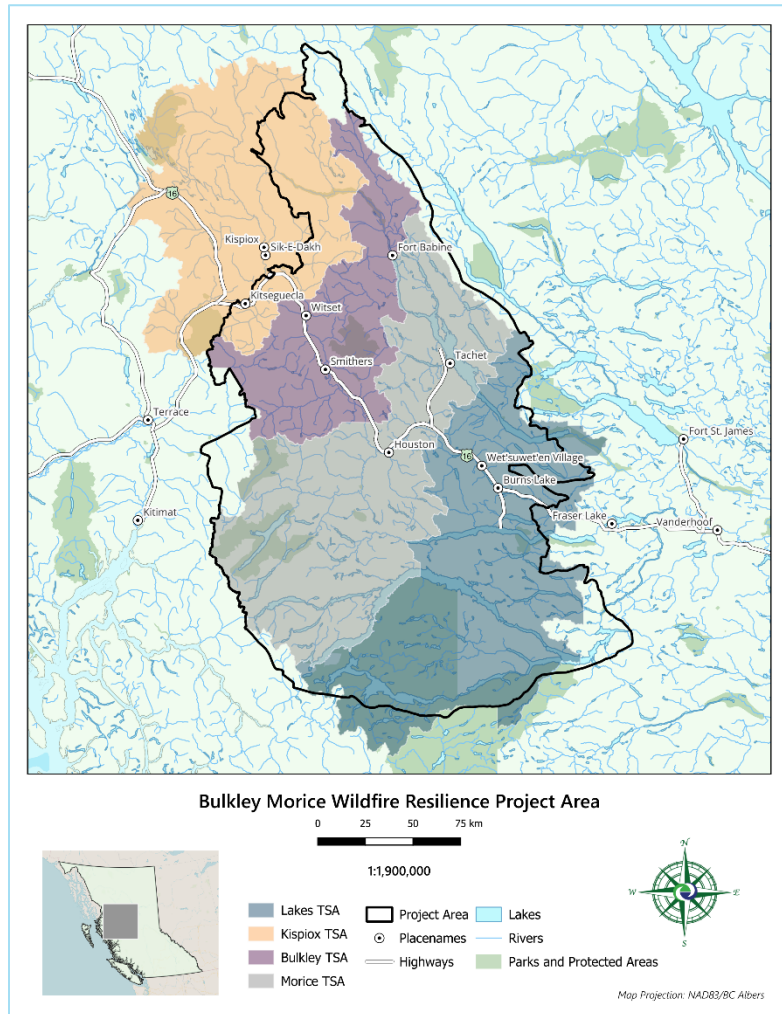 16
Kispiox
Sik-E-Dakh
Fort Babine
Kitseguecla
Witset
Smithers
Tachet
Terrace
Houston
Fort St. James
16
Wet'suwet'en Village
Burns Lake
Kitimat
Fraser Lake
Vanderhoof
Bulkley Morice Wildfire Resilience Project Area
0 25 50 75 km
1:1,900,000
N
W E
S
Lakes TSA
Kispiox TSA
Bulkley TSA
Morice TSA
Project Area
Placenames
Highways
Lakes
Rivers
Parks and Protected Areas
Map Projection: NAD83/BC Albers